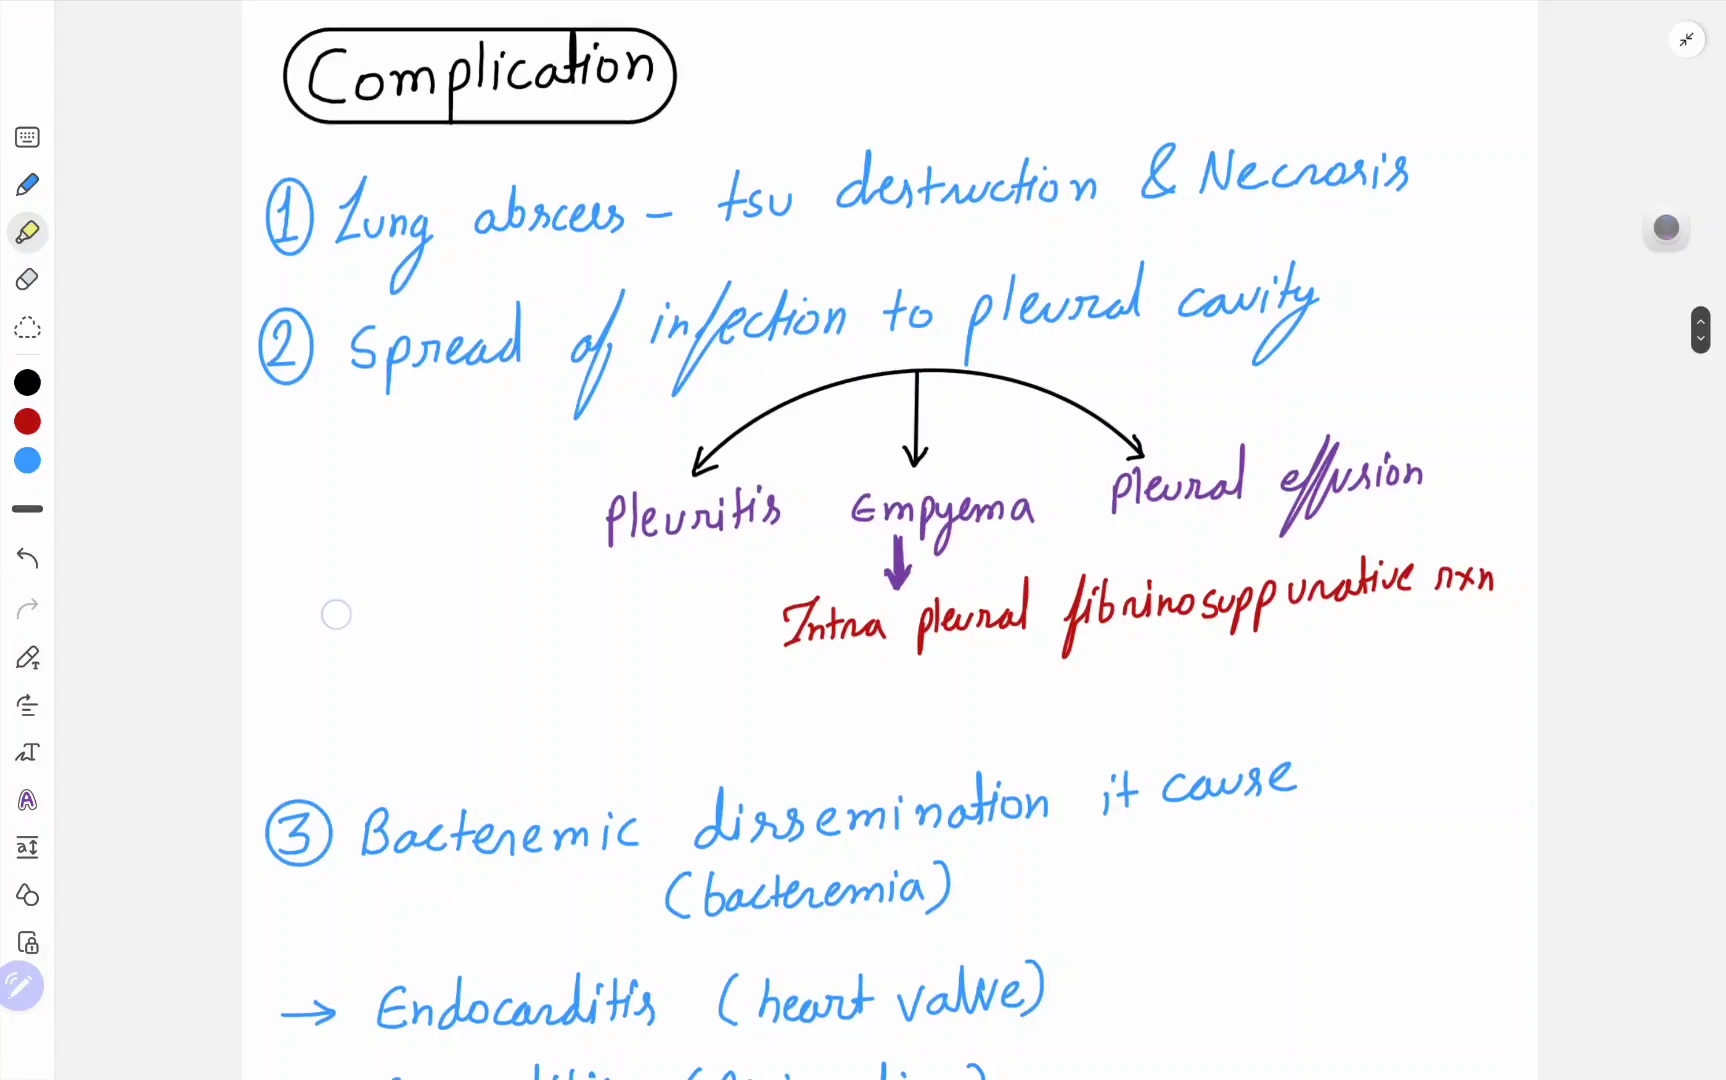 Complication
① Lung abscess - tsu destruction & Necrosis
② Spread of infection to pleural cavity
Pleuritis Empyema Pleural effusion
Intra pleural fibrinosuppurative rxn
③ Bacteremic dissemination it cause
(bacteremia)
→ Endocarditis (heart valve)